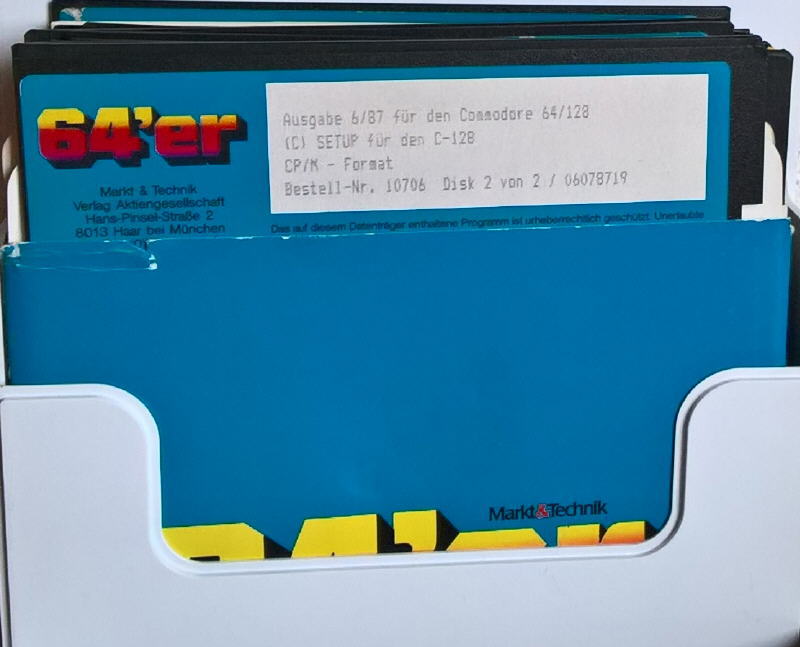 64'er
Markt & Technik
Verlag Aktiengesellschaft
Hans-Pinsel-Straße 2
8013 Haar bei München
Ausgabe 6/87 für den Commodore 64/128
(C) SETUP für den C-128
CP/M - Format
Bestell-Nr. 10706 Disk 2 von 2 / 06078719
Das auf diesem Datenträger enthaltene Programm ist urheberrechtlich geschützt. Unerlaubte
Markt&Technik
64'er